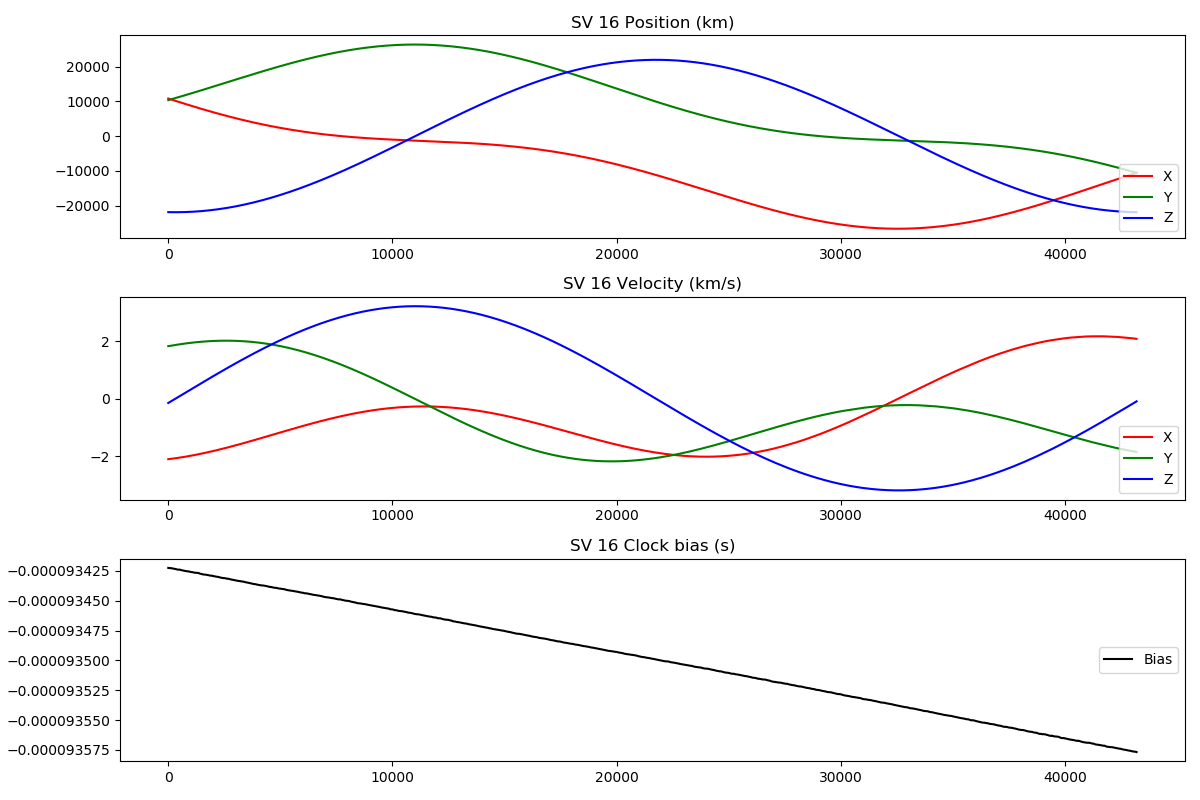 SV 16 Position (km)
20000
10000
0
−10000
−20000
X
Y
Z
0 10000 20000 30000 40000
SV 16 Velocity (km/s)
2
0
−2
X
Y
Z
0 10000 20000 30000 40000
SV 16 Clock bias (s)
−0.000093425
−0.000093450
−0.000093475
−0.000093500
−0.000093525
−0.000093550
−0.000093575
Bias
0 10000 20000 30000 40000